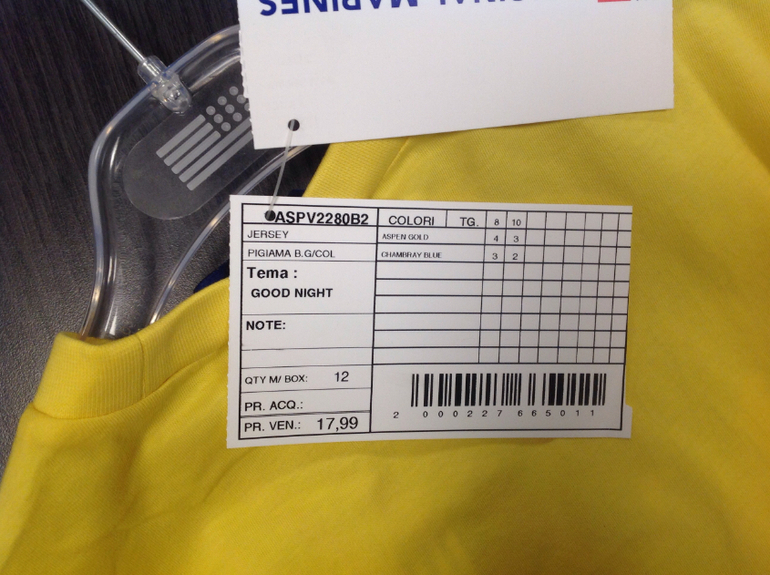 MARINES
ASPV2280B2
COLORI TG. 8 10
JERSEY
ASPEN GOLD 4 3
PIGIAMA B.G/COL
CHAMBRAY BLUE 3 2
Tema :
GOOD NIGHT
NOTE:
QTY M/ BOX: 12
PR. ACQ.:
PR. VEN.: 17,99
2 000227 665011